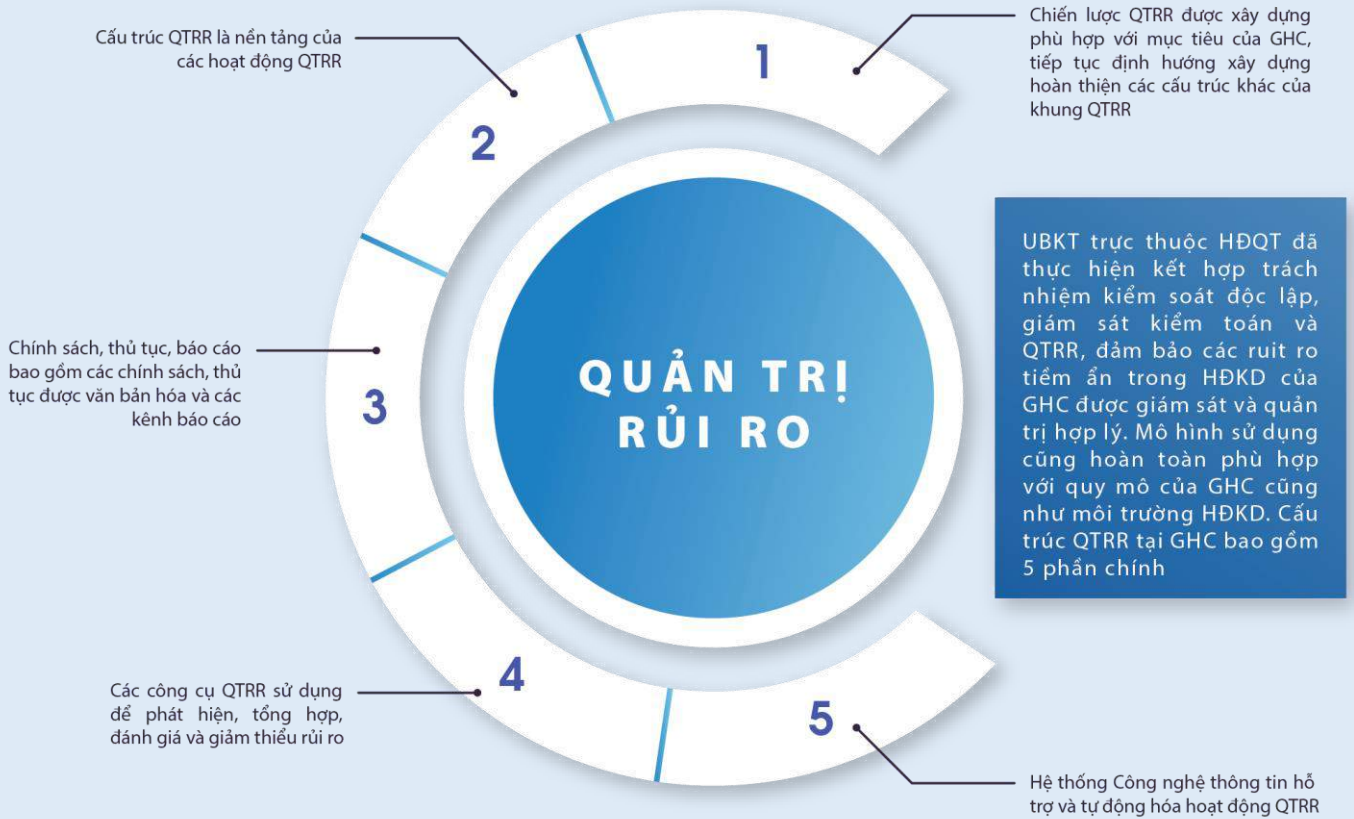 Cấu trúc QTRR là nền tảng của
các hoạt động QTRR
1
Chiến lược QTRR được xây dựng
phù hợp với mục tiêu của GHC,
tiếp tục định hướng xây dựng
hoàn thiện các cấu trúc khác của
khung QTRR
2
UBKT trực thuộc HĐQT đã
thực hiện kết hợp trách
nhiệm kiểm soát độc lập,
giám sát kiểm toán và
QTRR, đảm bảo các ruit ro
tiềm ẩn trong HĐKD của
GHC được giám sát và quản
trị hợp lý. Mô hình sử dụng
cũng hoàn toàn phù hợp
với quy mô của GHC cũng
như môi trường HĐKD. Cấu
trúc QTRR tại GHC bao gồm
5 phần chính
Chính sách, thủ tục, báo cáo
bao gồm các chính sách, thủ
tục được văn bản hóa và các
kênh báo cáo
3
QUẢN TRỊ
RỦI RO
Các công cụ QTRR sử dụng
để phát hiện, tổng hợp,
đánh giá và giảm thiểu rủi ro
4
5
Hệ thống Công nghệ thông tin hỗ
trợ và tự động hóa hoạt động QTRR